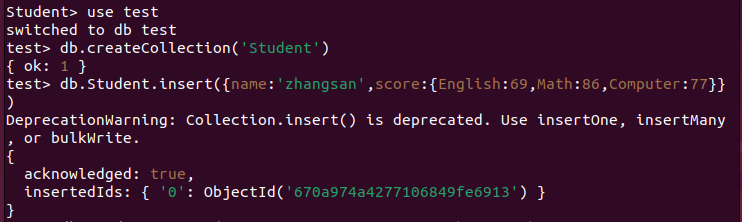 Student> use test
switched to db test
test> db.createCollection('Student')
{ ok: 1 }
test> db.Student.insert({name:'zhangsan',score:{English:69,Math:86,Computer:77}}
)
DeprecationWarning: Collection.insert() is deprecated. Use insertOne, insertMany
, or bulkWrite.
{
  acknowledged: true,
  insertedIds: { '0': ObjectId('670a974a4277106849fe6913') }
}